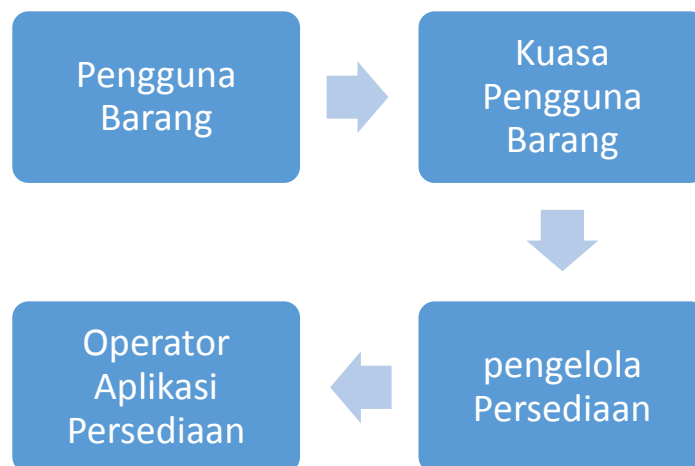 Pengguna
Barang
Kuasa
Pengguna
Barang
pengelola
Persediaan
Operator
Aplikasi
Persediaan